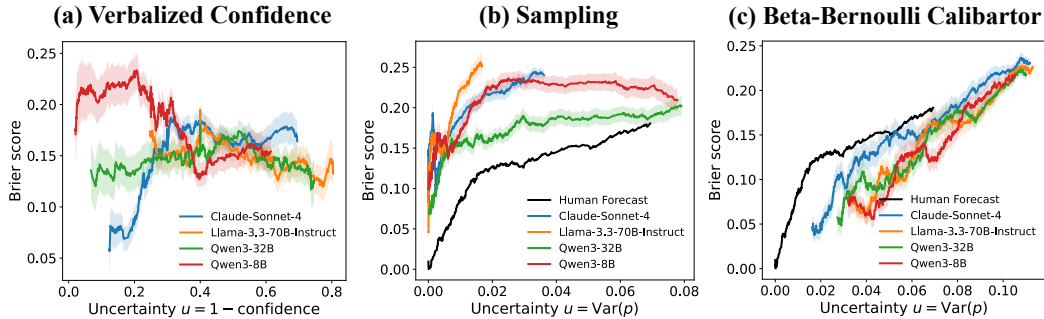 (a) Verbalized Confidence
Brier score
0.25
0.20
0.15
0.10
0.05
Claude-Sonnet-4
Llama-3.3-70B-Instruct
Qwen3-32B
Qwen3-8B
0.0 0.2 0.4 0.6 0.8
Uncertainty u = 1 − confidence
(b) Sampling
Brier score
0.25
0.20
0.15
0.10
0.05
0.00
Human Forecast
Claude-Sonnet-4
Llama-3.3-70B-Instruct
Qwen3-32B
Qwen3-8B
0.00 0.02 0.04 0.06 0.08
Uncertainty u = Var(p)
(c) Beta-Bernoulli Calibartor
Brier score
0.25
0.20
0.15
0.10
0.05
0.00
Human Forecast
Claude-Sonnet-4
Llama-3.3-70B-Instruct
Qwen3-32B
Qwen3-8B
0.00 0.02 0.04 0.06 0.08 0.10
Uncertainty u = Var(p)